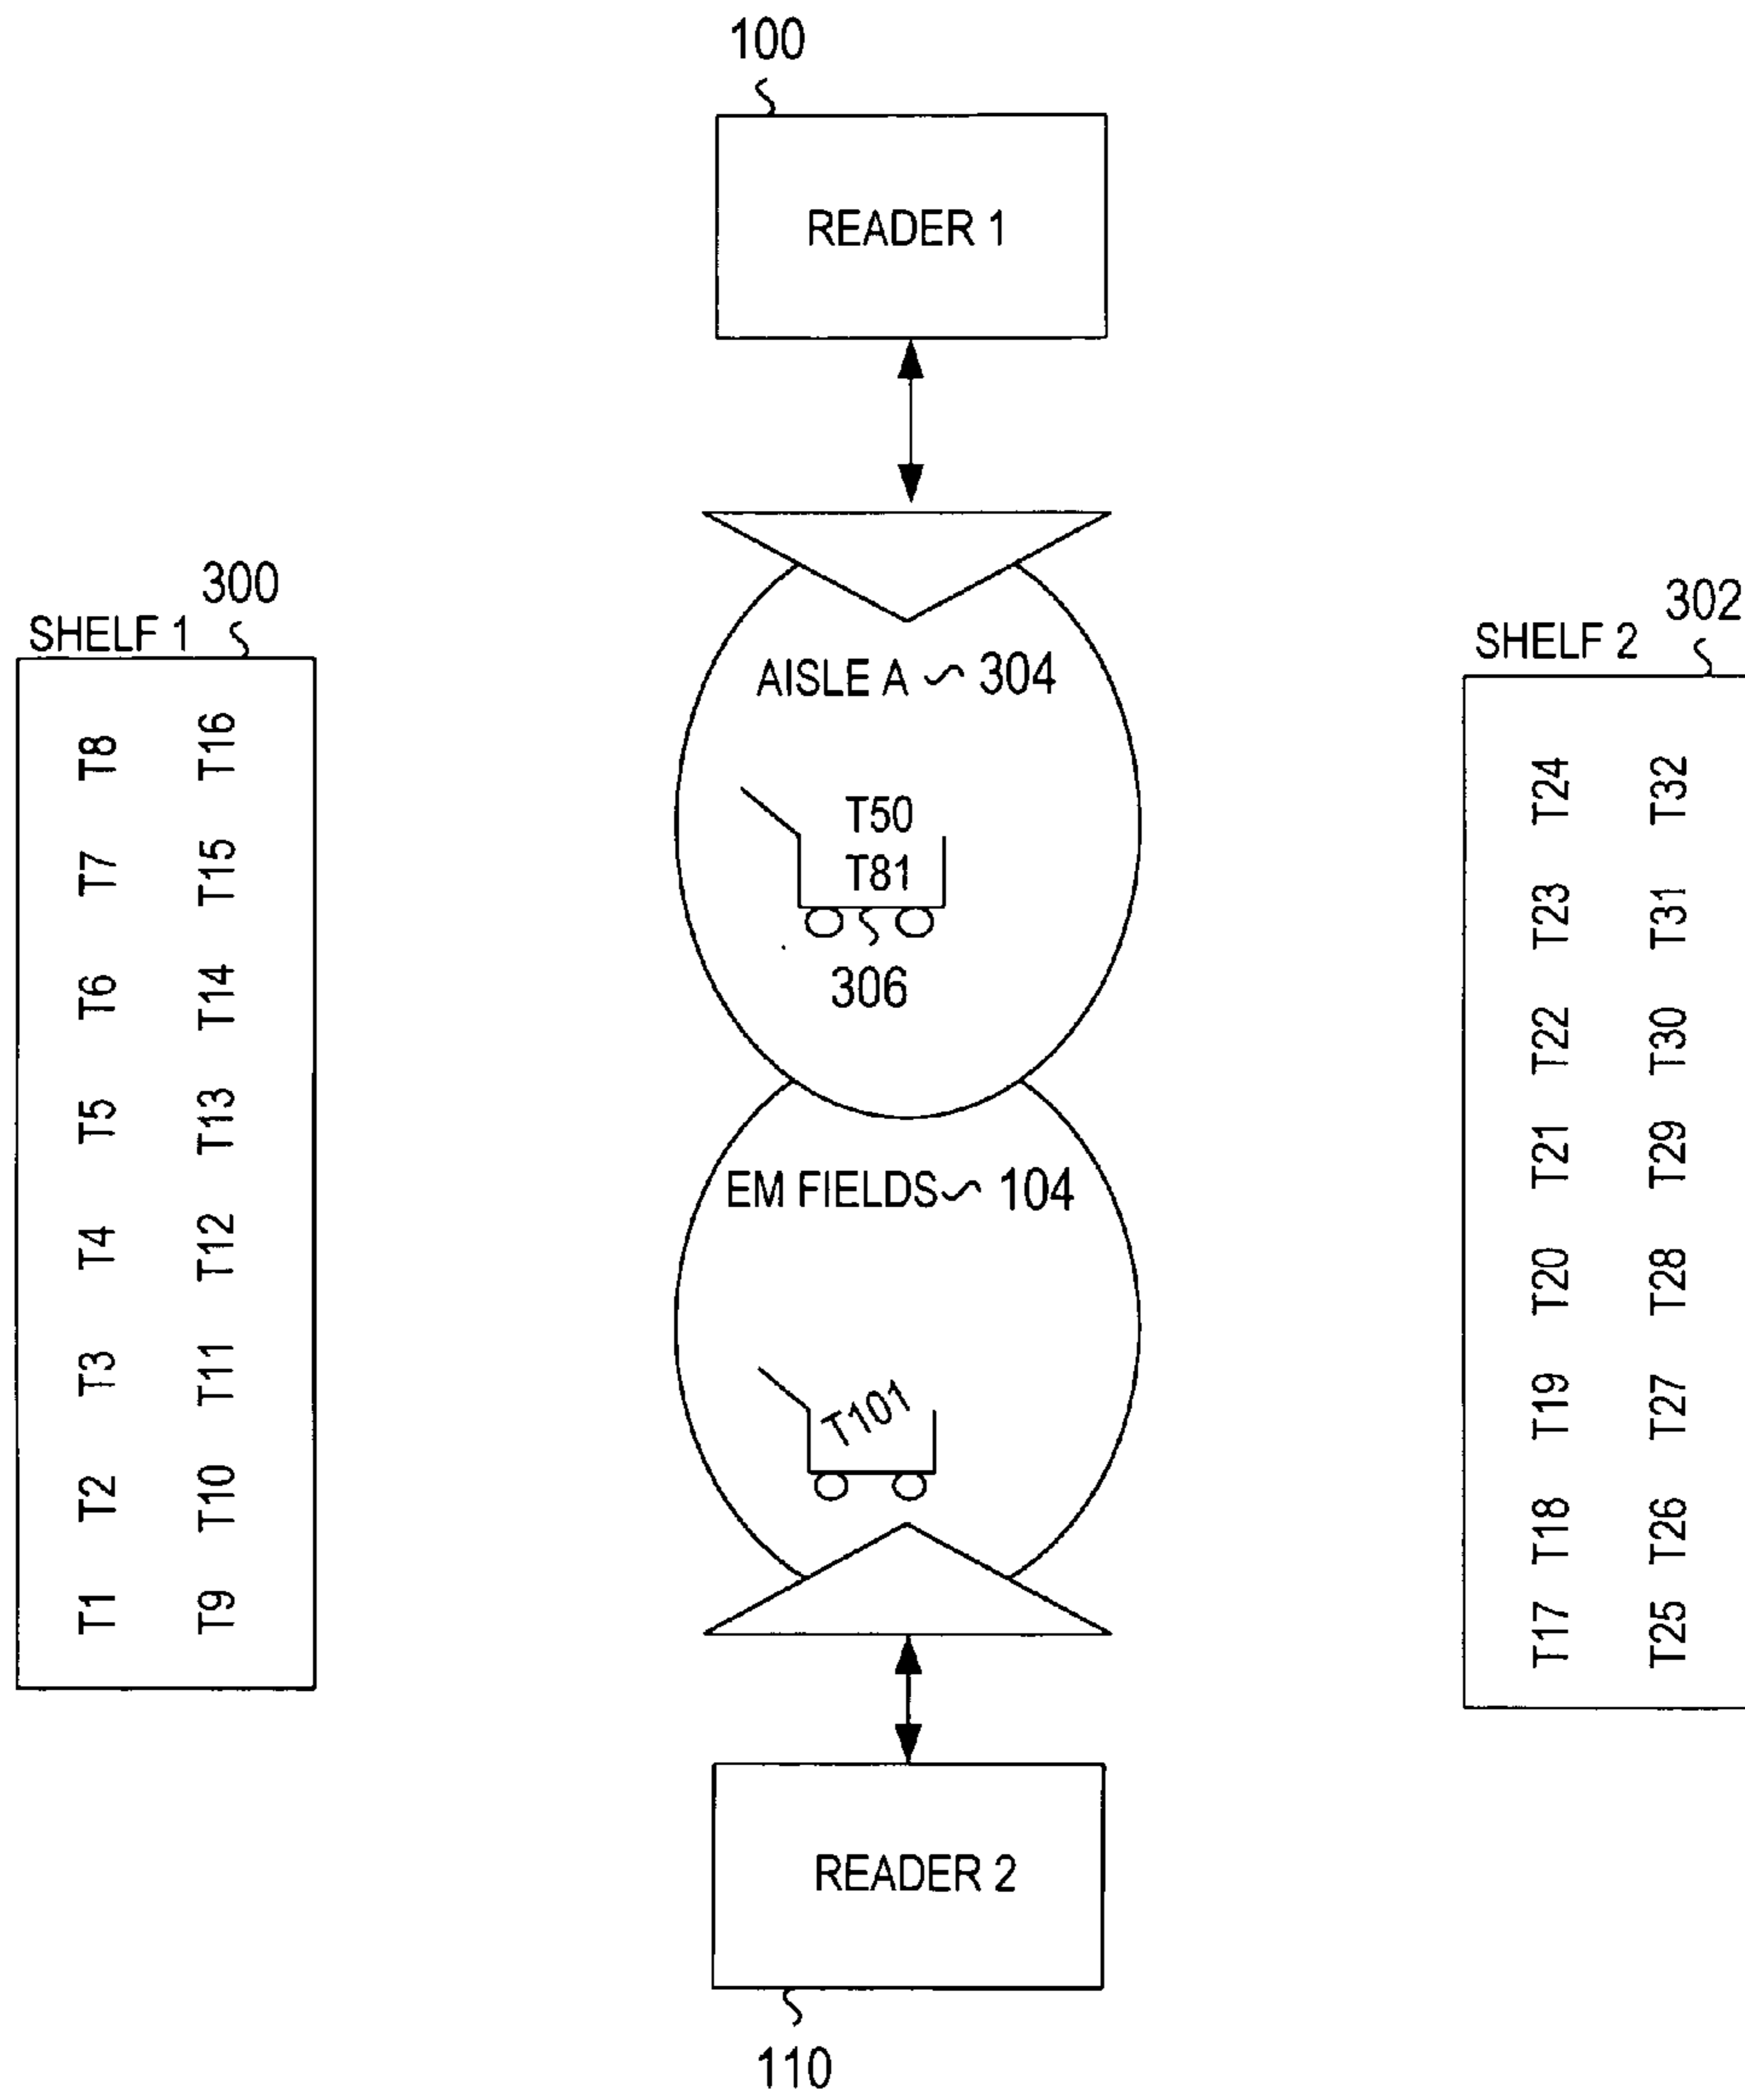 100
READER 1
300
SHELF 1
302
SHELF 2
AISLE A 304
T50
T81
306
EM FIELDS 104
T101
T8 T16
T7 T15
T6 T14
T5 T13
T4 T12
T3 T11
T2 T10
T1 T9
T24 T32
T23 T31
T22 T30
T21 T29
T20 T28
T19 T27
T18 T26
T17 T25
READER 2
110